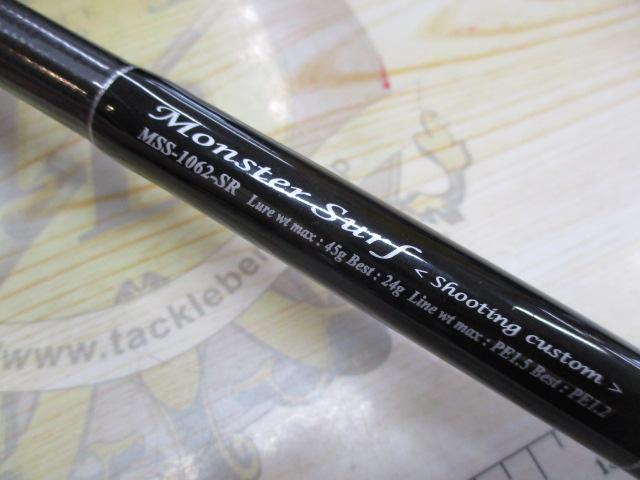 Monster Surf < Shooting custom >
MSS-1062-SR Lure wt max : 45g Best : 24g Line wt max : PE1.5 Best : PE1.2
www.tacklebe